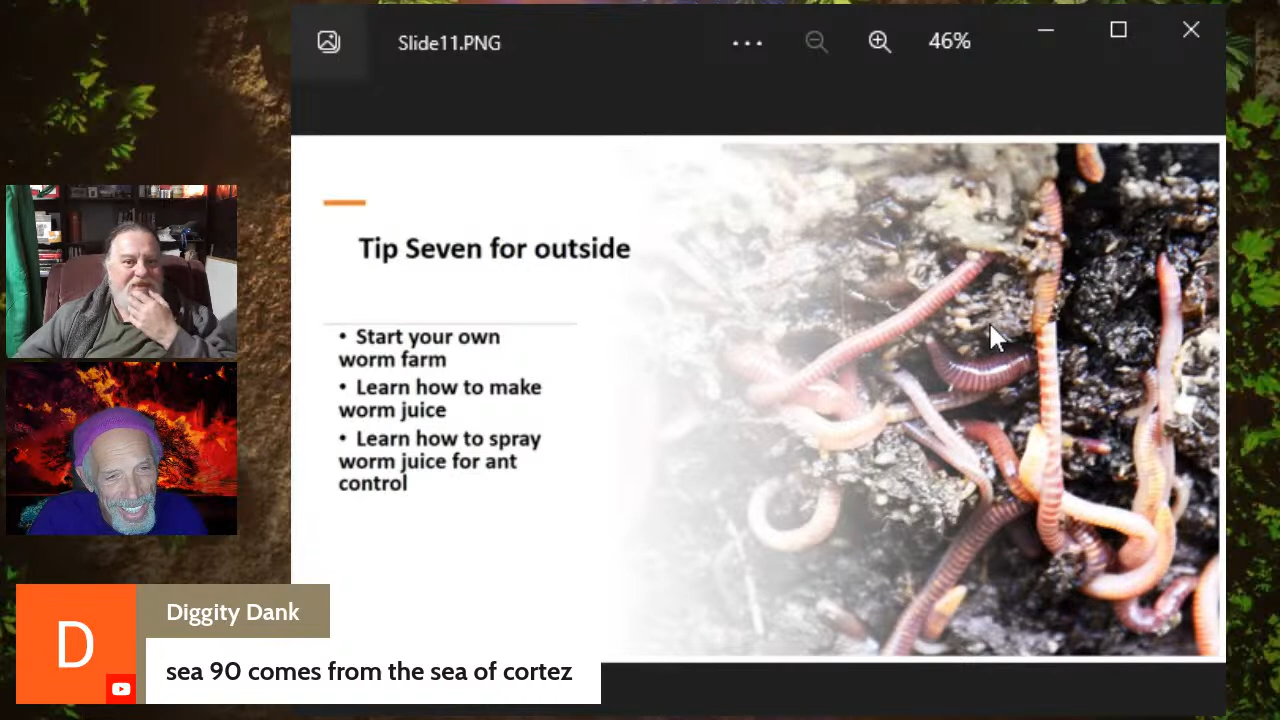 Slide11.PNG
46%
Tip Seven for outside
• Start your own
worm farm
• Learn how to make
worm juice
• Learn how to spray
worm juice for ant
control
D
Diggity Dank
sea 90 comes from the sea of cortez